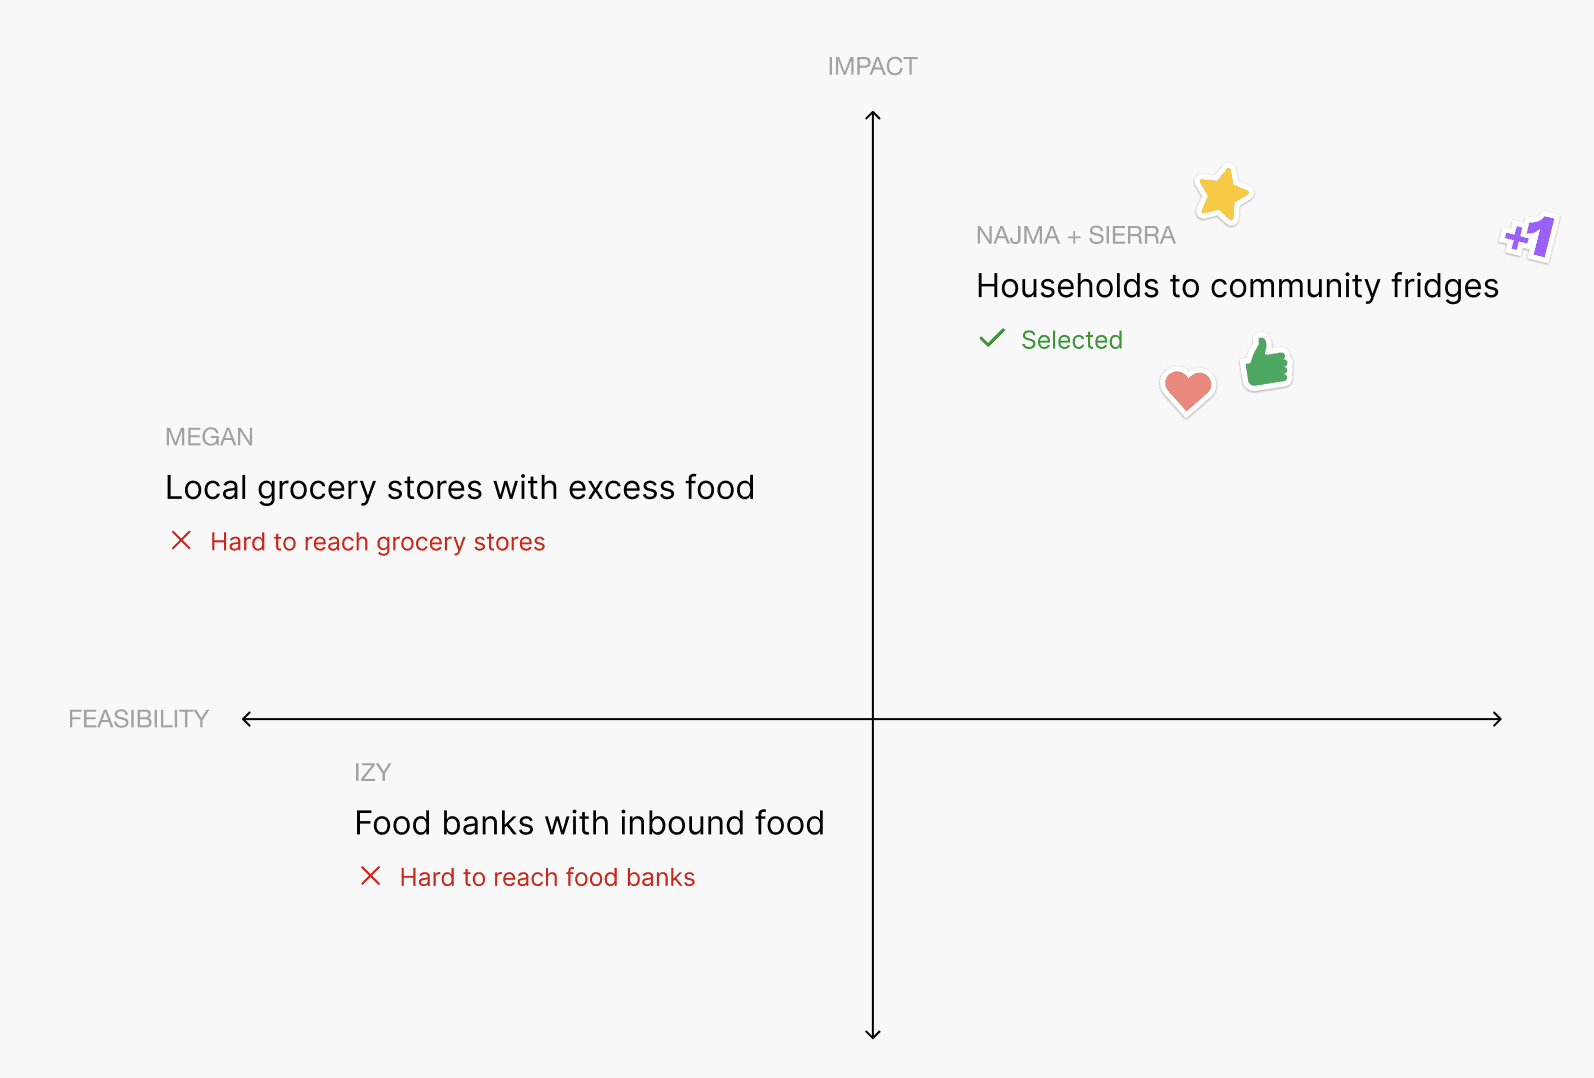 IMPACT
NAJMA + SIERRA
+1
Households to community fridges
Selected
MEGAN
Local grocery stores with excess food
Hard to reach grocery stores
FEASIBILITY
IZY
Food banks with inbound food
Hard to reach food banks